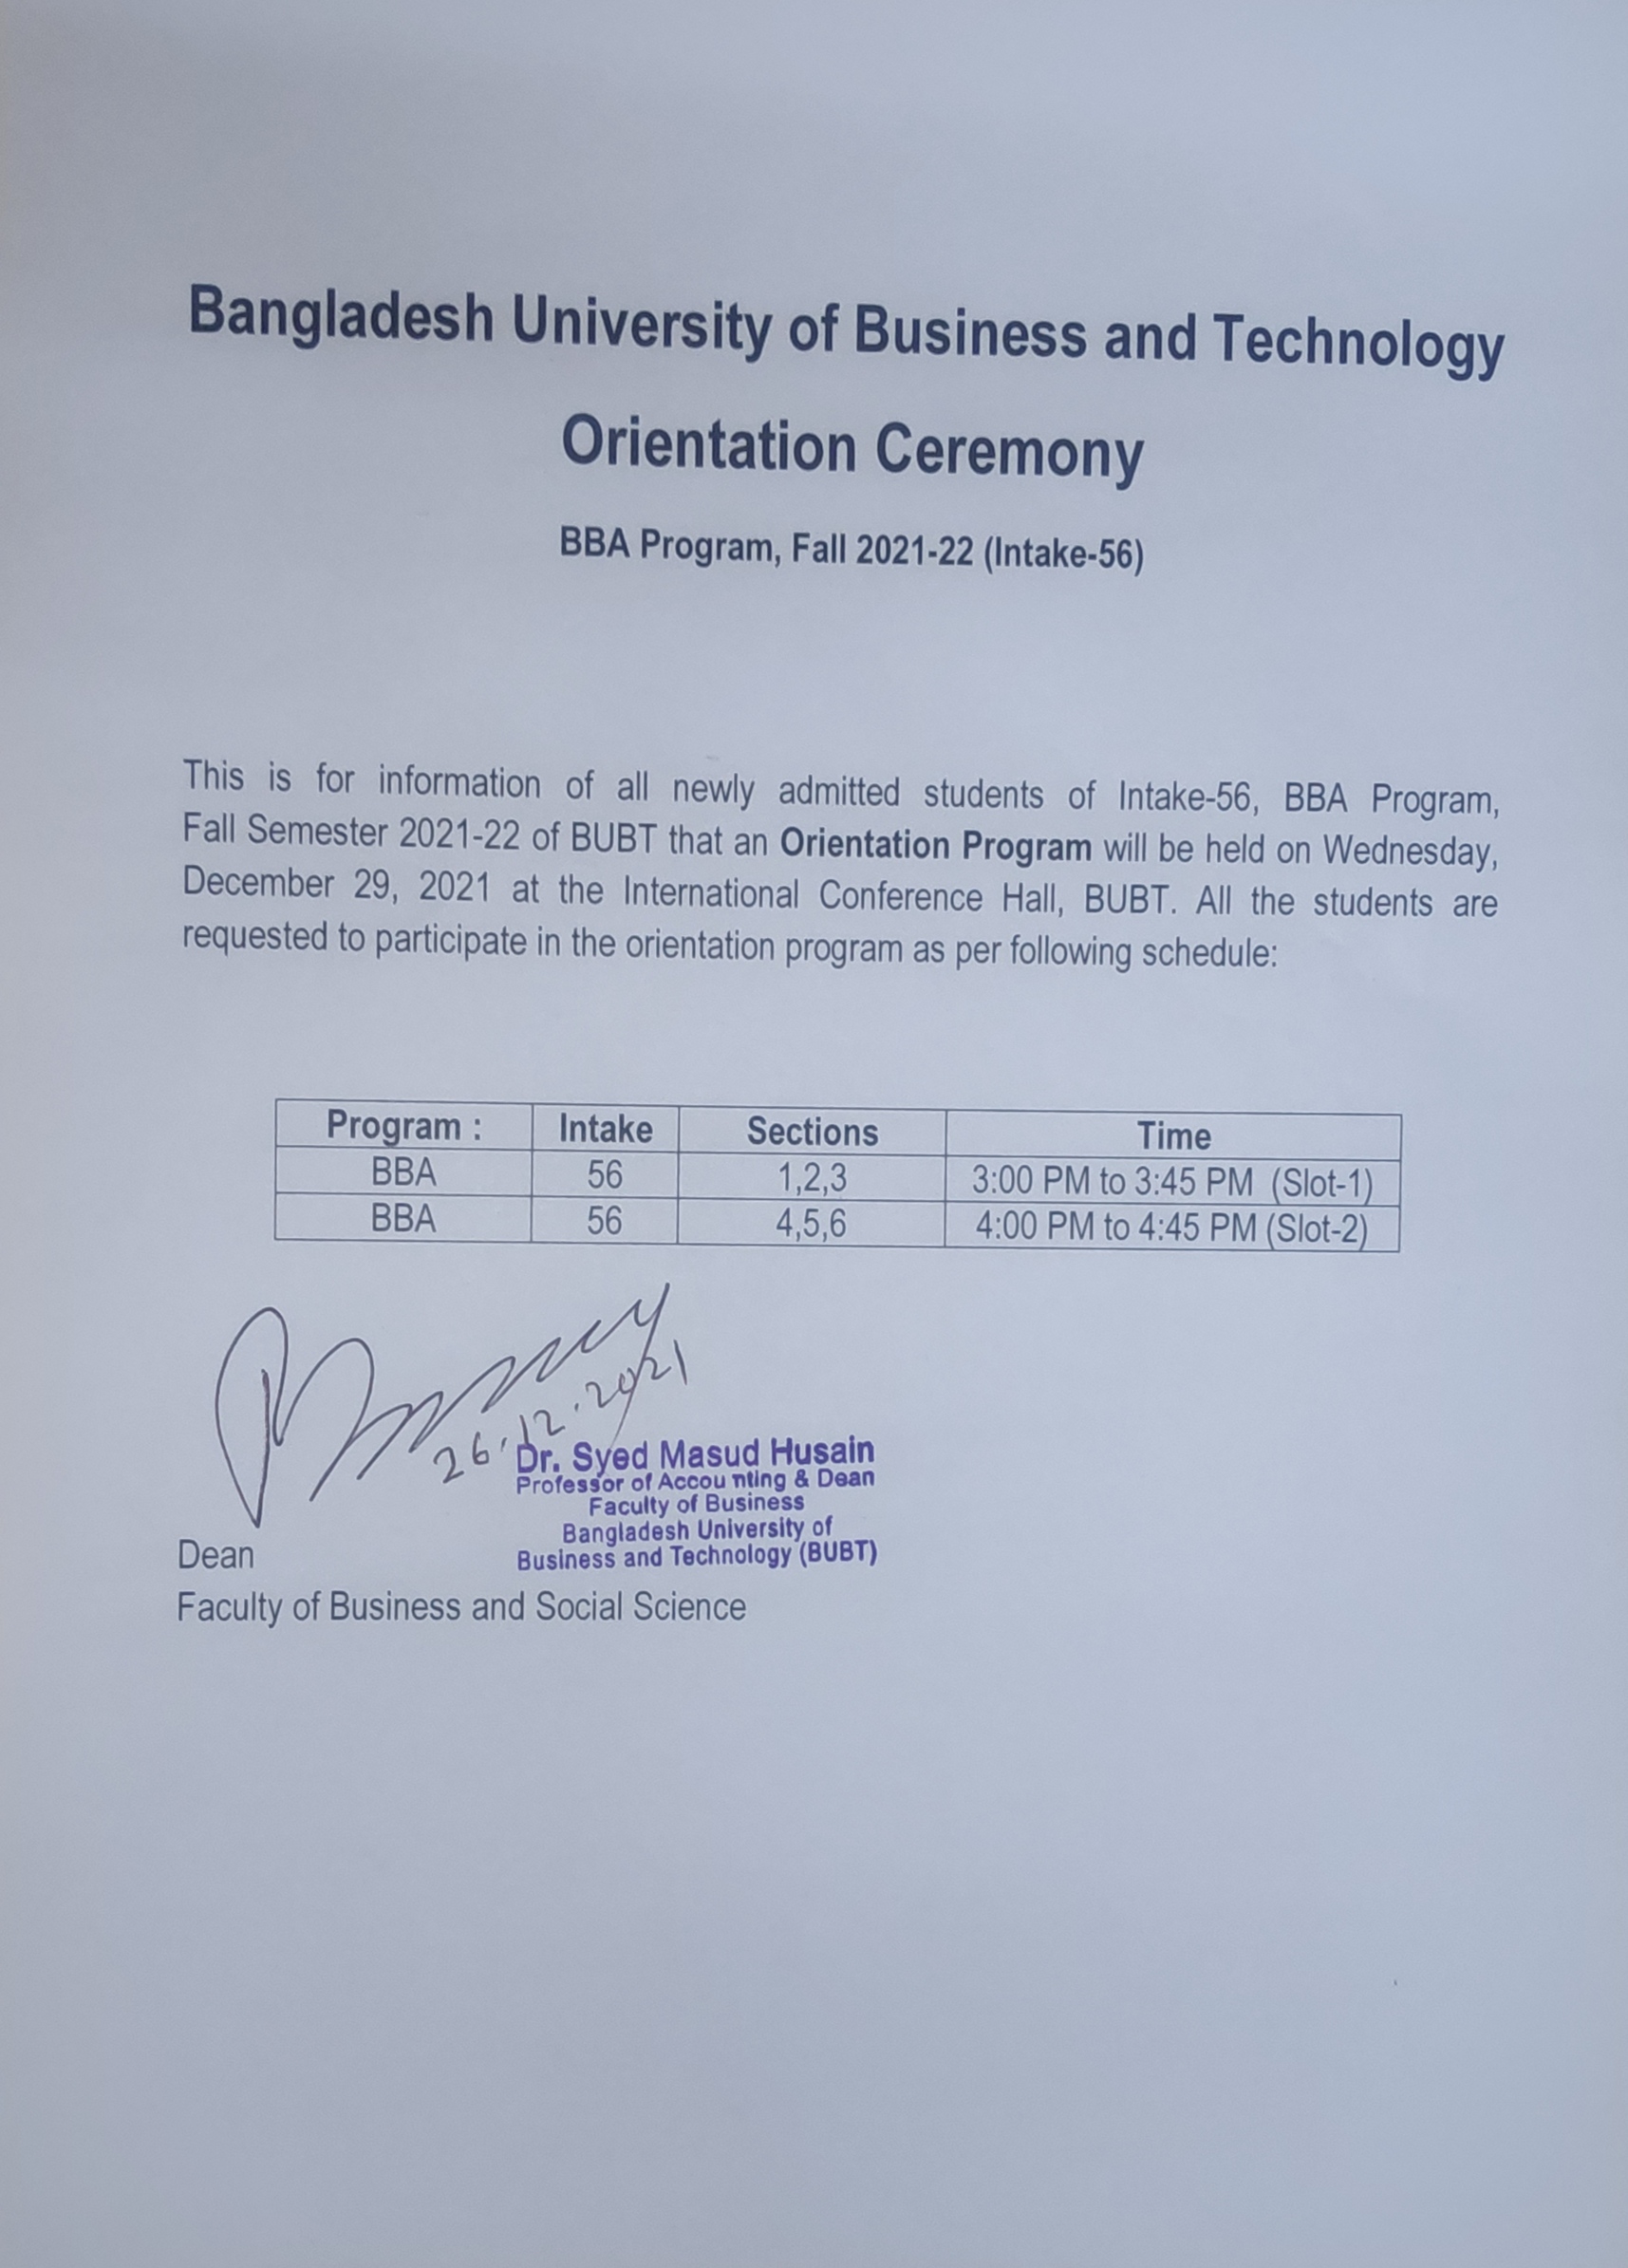 Bangladesh University of Business and Technology
Orientation Ceremony
BBA Program, Fall 2021-22 (Intake-56)
This is for information of all newly admitted students of Intake-56, BBA Program,
Fall Semester 2021-22 of BUBT that an Orientation Program will be held on Wednesday,
December 29, 2021 at the International Conference Hall, BUBT. All the students are
requested to participate in the orientation program as per following schedule:
Program : Intake Sections Time
BBA 56 1,2,3 3:00 PM to 3:45 PM (Slot-1)
BBA 56 4,5,6 4:00 PM to 4:45 PM (Slot-2)
26.12.2021
Dr. Syed Masud Husain
Professor of Accou nting & Dean
Faculty of Business
Bangladesh University of
Business and Technology (BUBT)
Dean
Faculty of Business and Social Science